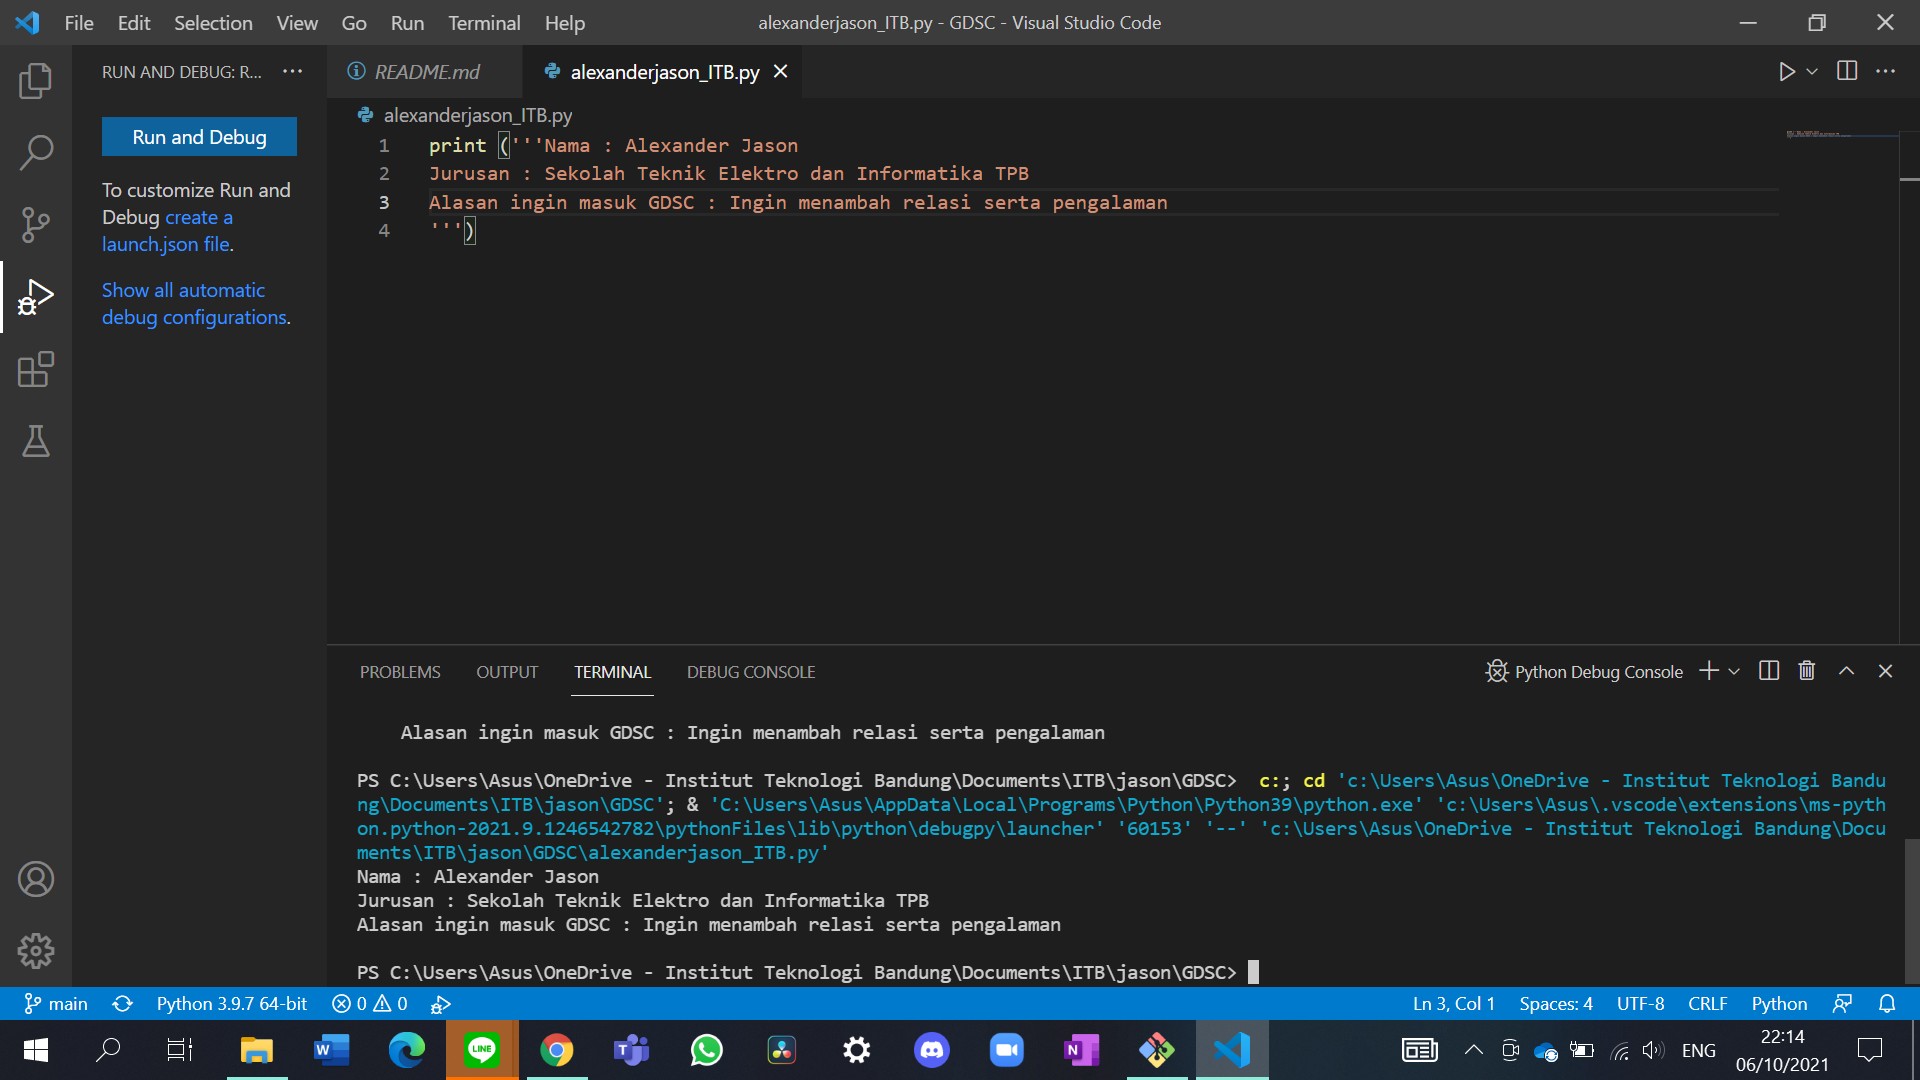 File Edit Selection View Go Run Terminal Help
alexanderjason_ITB.py - GDSC - Visual Studio Code
RUN AND DEBUG: R...
README.md
alexanderjason_ITB.py
Run and Debug
To customize Run and
Debug create a
launch.json file.
Show all automatic
debug configurations.
alexanderjason_ITB.py
1 print ('''Nama : Alexander Jason
2 Jurusan : Sekolah Teknik Elektro dan Informatika TPB
3 Alasan ingin masuk GDSC : Ingin menambah relasi serta pengalaman
4 ''')
PROBLEMS OUTPUT TERMINAL DEBUG CONSOLE
Python Debug Console
Alasan ingin masuk GDSC : Ingin menambah relasi serta pengalaman
PS C:\Users\Asus\OneDrive - Institut Teknologi Bandung\Documents\ITB\jason\GDSC>  c:; cd 'c:\Users\Asus\OneDrive - Institut Teknologi Bandu
ng\Documents\ITB\jason\GDSC'; & 'C:\Users\Asus\AppData\Local\Programs\Python\Python39\python.exe' 'c:\Users\Asus\.vscode\extensions\ms-pyth
on.python-2021.9.1246542782\pythonFiles\lib\python\debugpy\launcher' '60153' '--' 'c:\Users\Asus\OneDrive - Institut Teknologi Bandung\Docu
ments\ITB\jason\GDSC\alexanderjason_ITB.py'
Nama : Alexander Jason
Jurusan : Sekolah Teknik Elektro dan Informatika TPB
Alasan ingin masuk GDSC : Ingin menambah relasi serta pengalaman
PS C:\Users\Asus\OneDrive - Institut Teknologi Bandung\Documents\ITB\jason\GDSC>
main Python 3.9.7 64-bit 0 0
Ln 3, Col 1 Spaces: 4 UTF-8 CRLF Python
W LINE T N ENG
22:14
06/10/2021